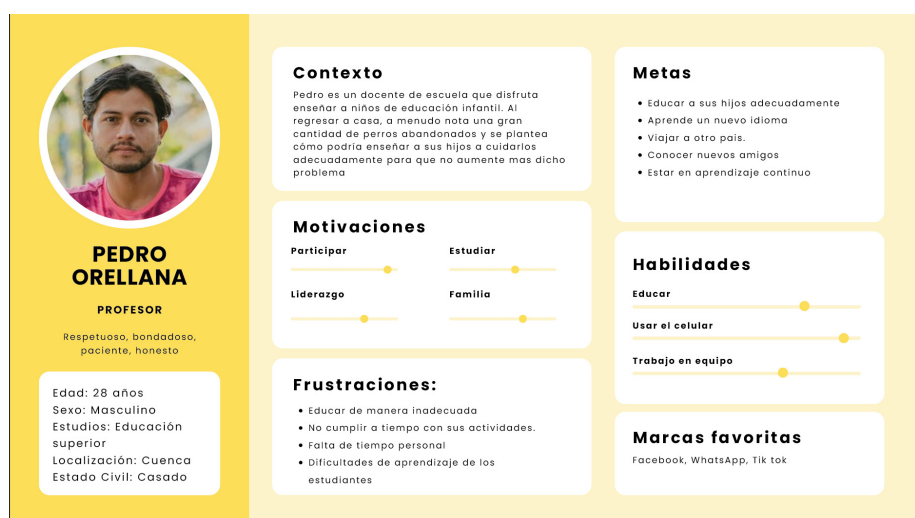 PEDRO
ORELLANA
PROFESOR
Respetuoso, bondadoso,
paciente, honesto
Edad: 28 años
Sexo: Masculino
Estudios: Educación
superior
Localización: Cuenca
Estado Civil: Casado
Contexto
Pedro es un docente de escuela que disfruta
enseñar a niños de educación infantil. Al
regresar a casa, a menudo nota una gran
cantidad de perros abandonados y se plantea
cómo podría enseñar a sus hijos a cuidarlos
adecuadamente para que no aumente mas dicho
problema
Motivaciones
Participar
Estudiar
Liderazgo
Familia
Frustraciones:
• Educar de manera inadecuada
• No cumplir a tiempo con sus actividades.
• Falta de tiempo personal
• Dificultades de aprendizaje de los
estudiantes
Metas
• Educar a sus hijos adecuadamente
• Aprende un nuevo idioma
• Viajar a otro pais.
• Conocer nuevos amigos
• Estar en aprendizaje continuo
Habilidades
Educar
Usar el celular
Trabajo en equipo
Marcas favoritas
Facebook, WhatsApp, Tik tok